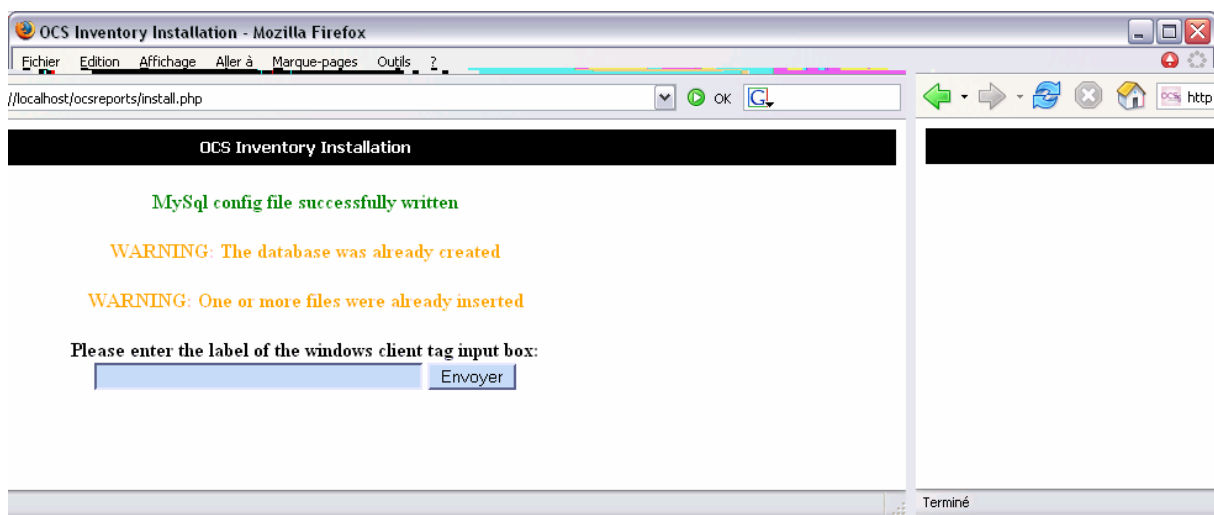 OCS Inventory Installation - Mozilla Firefox
Fichier Edition Affichage Aller à Marque-pages Outils ?
//localhost/ocsreports/install.php
OK
G
http
OCS Inventory Installation
MySql config file successfully written
WARNING: The database was already created
WARNING: One or more files were already inserted
Please enter the label of the windows client tag input box:
Envoyer
Terminé